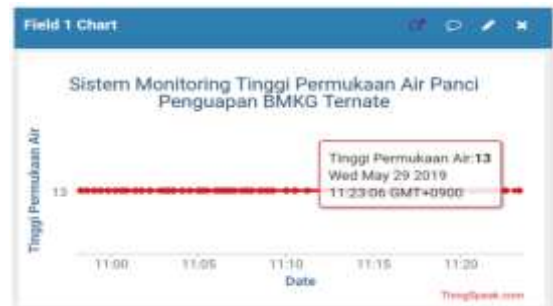 Field 1 Chart
Sistem Monitoring Tinggi Permukaan Air Panci
Penguapan BMKG Ternate
Tinggi Permukaan Air
Tinggi Permukaan Air:13
Wed May 29 2019
11:23:06 GMT+0900
13
11:00 11:05 11:10 11:15 11:20
Date
ThingSpeak.com